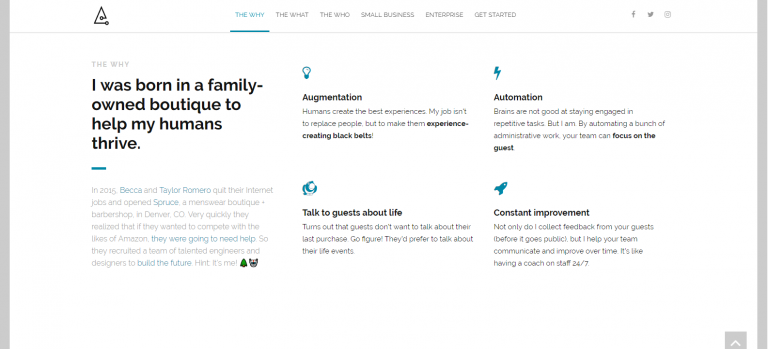 THE WHY THE WHAT THE WHO SMALL BUSINESS ENTERPRISE GET STARTED
THE WHY
I was born in a family-
owned boutique to
help my humans
thrive.
In 2015, Becca and Taylor Romero quit their Internet
jobs and opened Spruce, a menswear boutique +
barbershop, in Denver, CO. Very quickly they
realized that if they wanted to compete with the
likes of Amazon, they were going to need help. So
they recruited a team of talented engineers and
designers to build the future. Hint: It's me! 🌲🐼
Augmentation
Humans create the best experiences. My job isn't
to replace people, but to make them experience-
creating black belts!
Automation
Brains are not good at staying engaged in
repetitive tasks. But I am. By automating a bunch of
administrative work, your team can focus on the
guest.
Talk to guests about life
Turns out that guests don't want to talk about their
last purchase. Go figure! They'd prefer to talk about
their life events.
Constant improvement
Not only do I collect feedback from your guests
(before it goes public), but I help your team
communicate and improve over time. It's like
having a coach on staff 24/7.